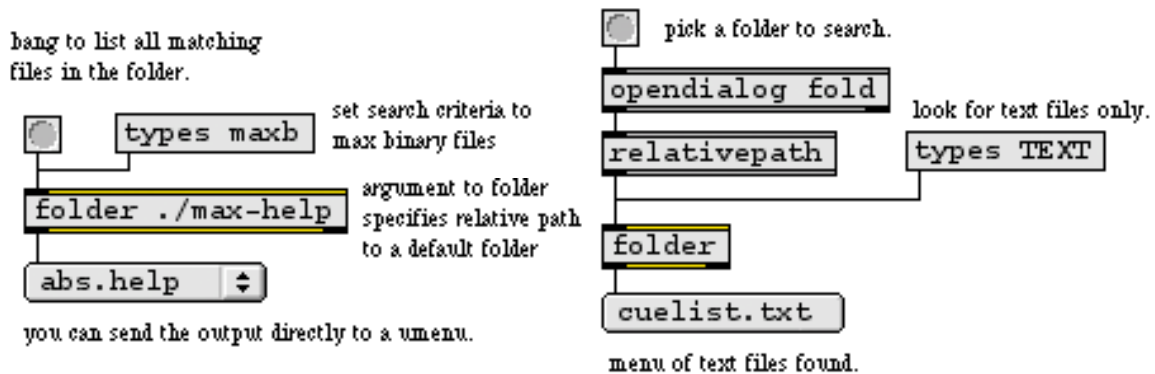 bang to list all matching
files in the folder.
types maxb
set search criteria to
max binary files
folder ./max-help
argument to folder
specifies relative path
to a default folder
abs.help
you can send the output directly to a umenu.
pick a folder to search.
opendialog fold
look for text files only.
relativepath
types TEXT
folder
cuelist.txt
menu of text files found.